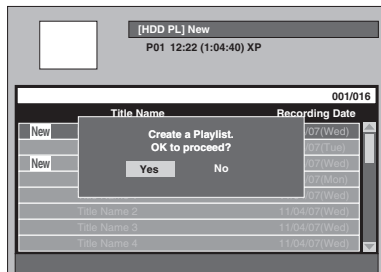 [HDD PL] New
P01 12:22 (1:04:40) XP
001/016
Title Name Recording Date
New /07(Wed)
/07(Tue)
New /07(Wed)
/07(Mon)
Create a Playlist.
OK to proceed?
Yes No
11/04/07(Wed)
Title Name 2 11/04/07(Wed)
Title Name 3 11/04/07(Wed)
Title Name 4 11/04/07(Wed)